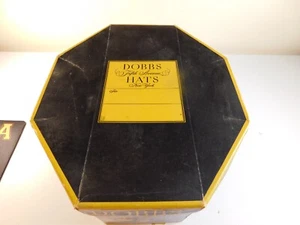 DOBBS
Fifth Avenue
HATS
New York